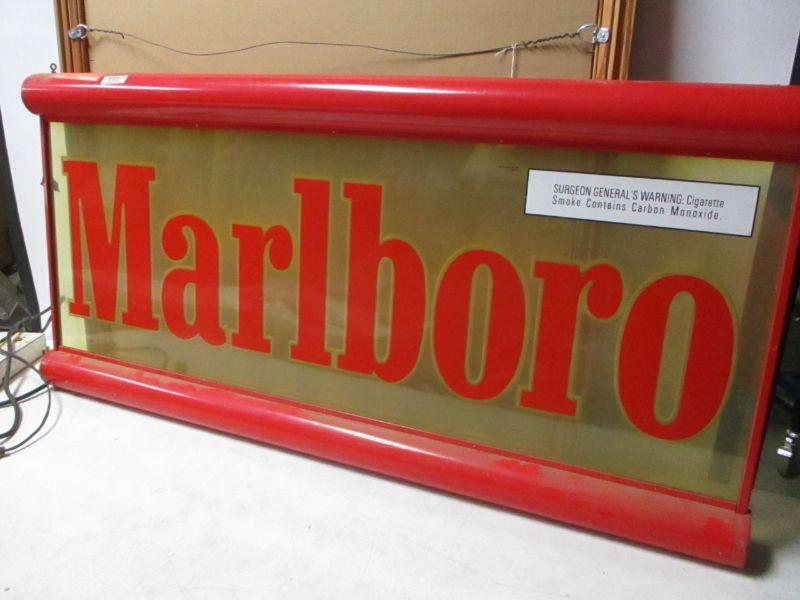 Marlboro
SURGEON GENERAL'S WARNING: Cigarette
Smoke Contains Carbon Monoxide.